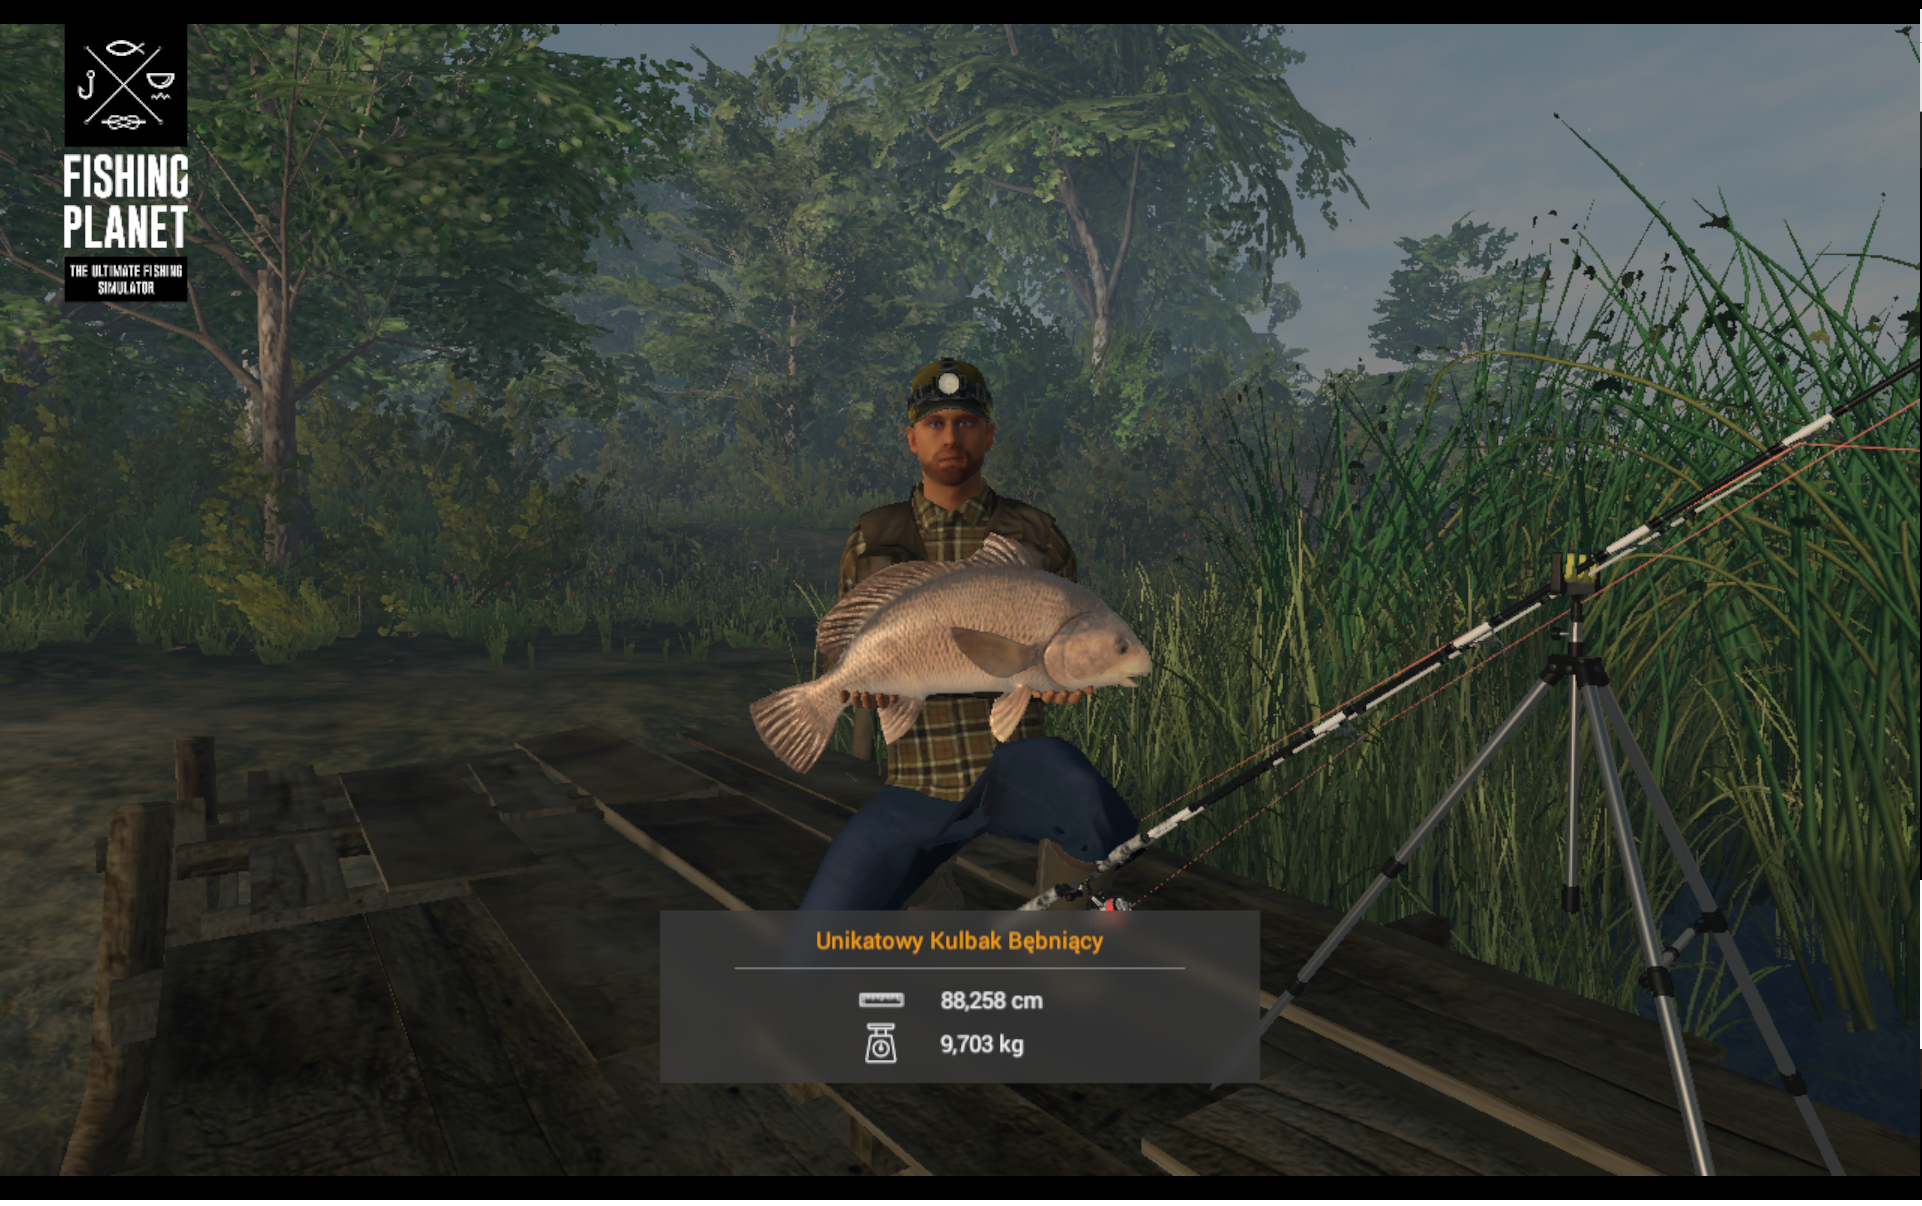 FISHING
PLANET
THE ULTIMATE FISHING
SIMULATOR
Unikatowy Kulbak Bębniący
88,258 cm
9,703 kg